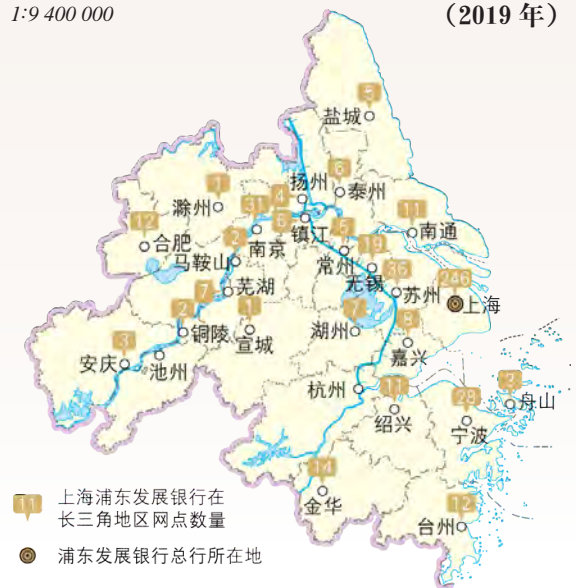 1:9 400 000
(2019 年)
5
盐城
6
泰州
扬州
4
1
滁州
31
6
镇江
11
南通
12
合肥
2
马鞍山
南京
5
常州
19
无锡
36
苏州
246
上海
7
芜湖
2
铜陵
1
宣城
7
湖州
8
嘉兴
3
安庆
池州
杭州
11
绍兴
28
宁波
3
舟山
14
金华
12
台州
11
上海浦东发展银行在
长三角地区网点数量
浦东发展银行总行所在地